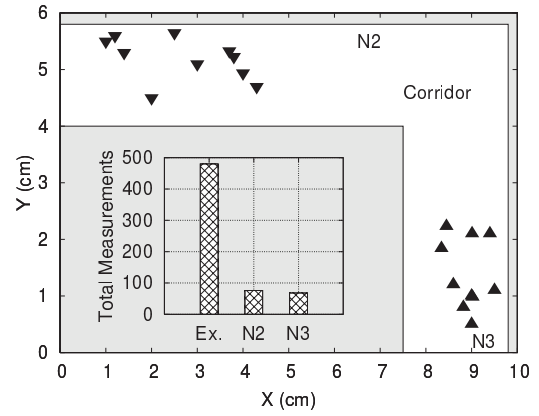 6
N2
5
Corridor
4
500
400
300
200
100
0
Total Measurements
Ex. N2 N3
3
2
1
0
Y (cm)
N3
0 1 2 3 4 5 6 7 8 9 10
X (cm)